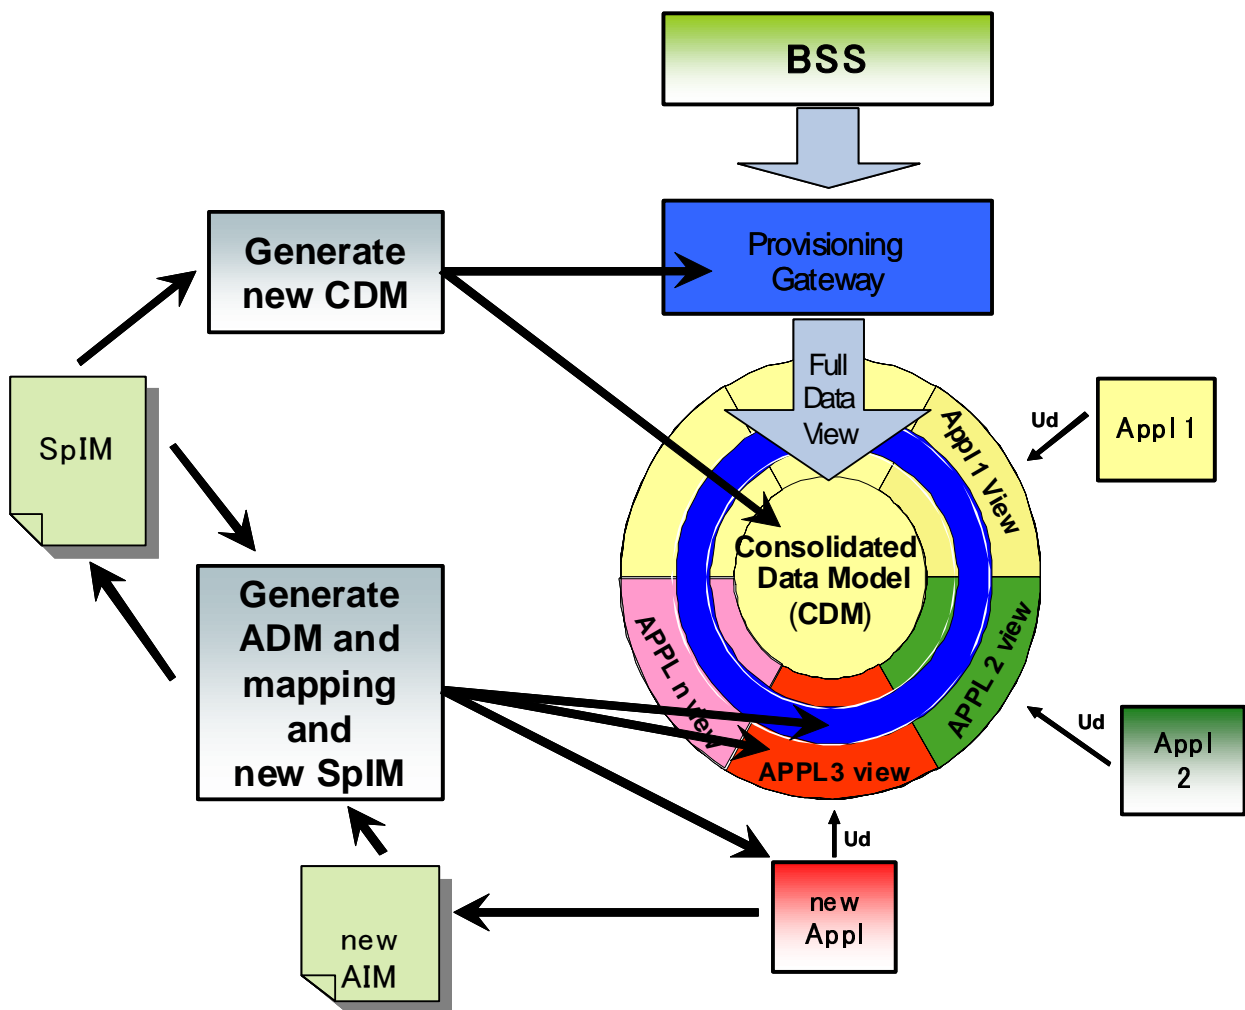 BSS
Provisioning
Gateway
Generate
new CDM
Full
Data
View
SpIM
Ud
Appl 1
Appl 1 View
Consolidated
Data Model
(CDM)
Generate
ADM and
mapping
and
new SpIM
APPL n view
APPL 2 view
APPL3 view
Ud
Appl
2
Ud
new
Appl
new
AIM